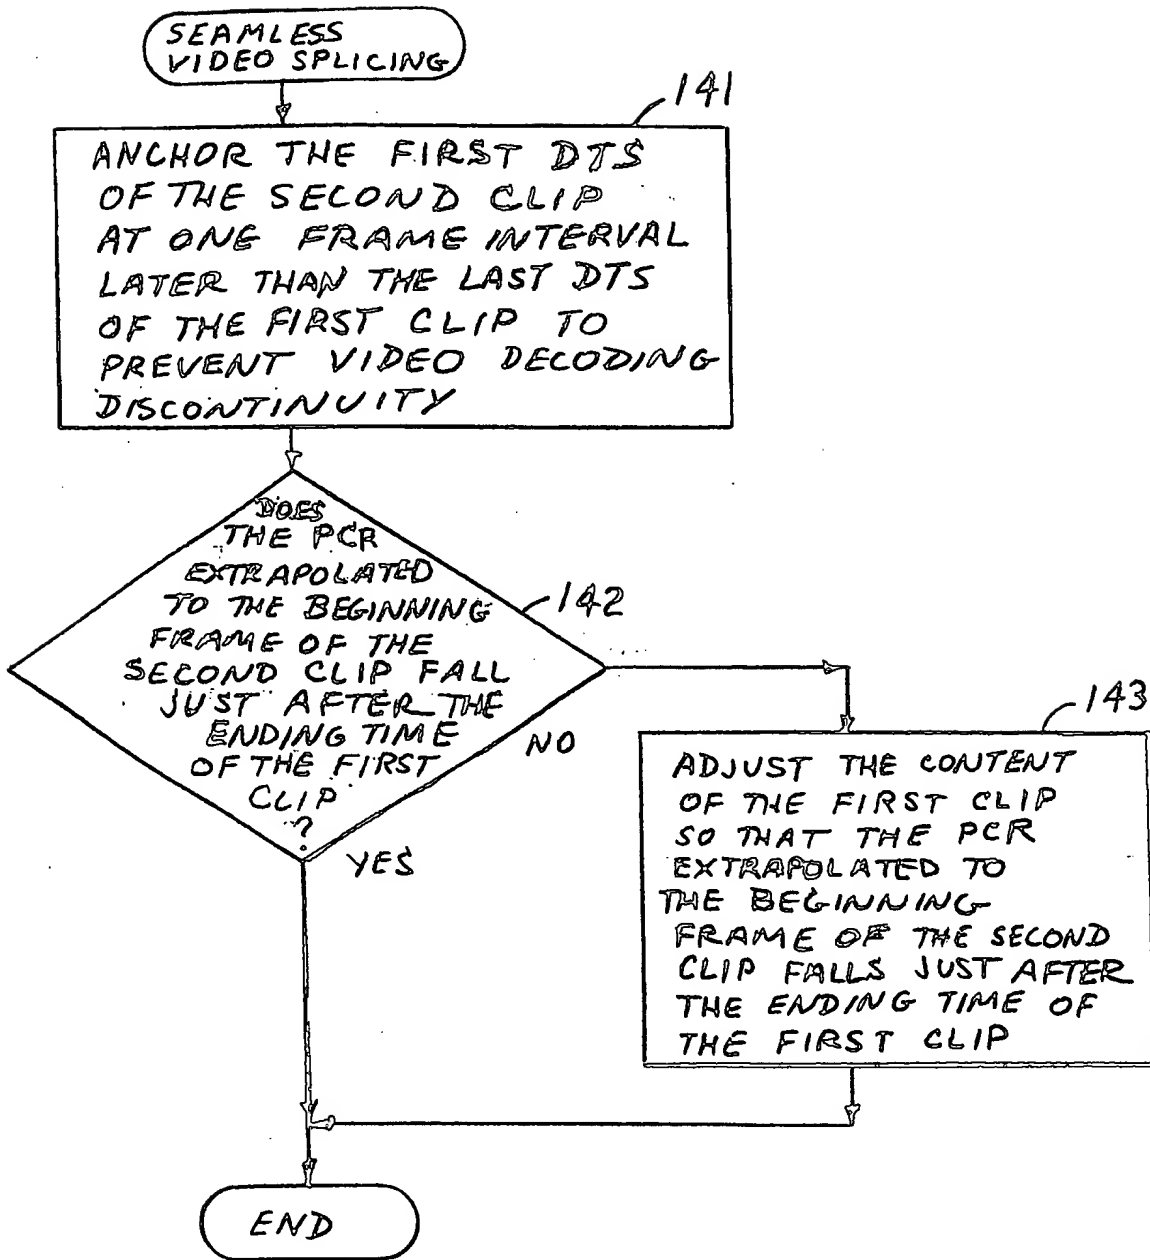 SEAMLESS
VIDEO SPLICING
141
ANCHOR THE FIRST DTS
OF THE SECOND CLIP
AT ONE FRAME INTERVAL
LATER THAN THE LAST DTS
OF THE FIRST CLIP TO
PREVENT VIDEO DECODING
DISCONTINUITY
DOES
THE PCR
EXTRAPOLATED
TO THE BEGINNING
FRAME OF THE
SECOND CLIP FALL
JUST AFTER THE
ENDING TIME
OF THE FIRST
CLIP
?
142
NO
YES
143
ADJUST THE CONTENT
OF THE FIRST CLIP
SO THAT THE PCR
EXTRAPOLATED TO
THE BEGINNING
FRAME OF THE SECOND
CLIP FALLS JUST AFTER
THE ENDING TIME OF
THE FIRST CLIP
END